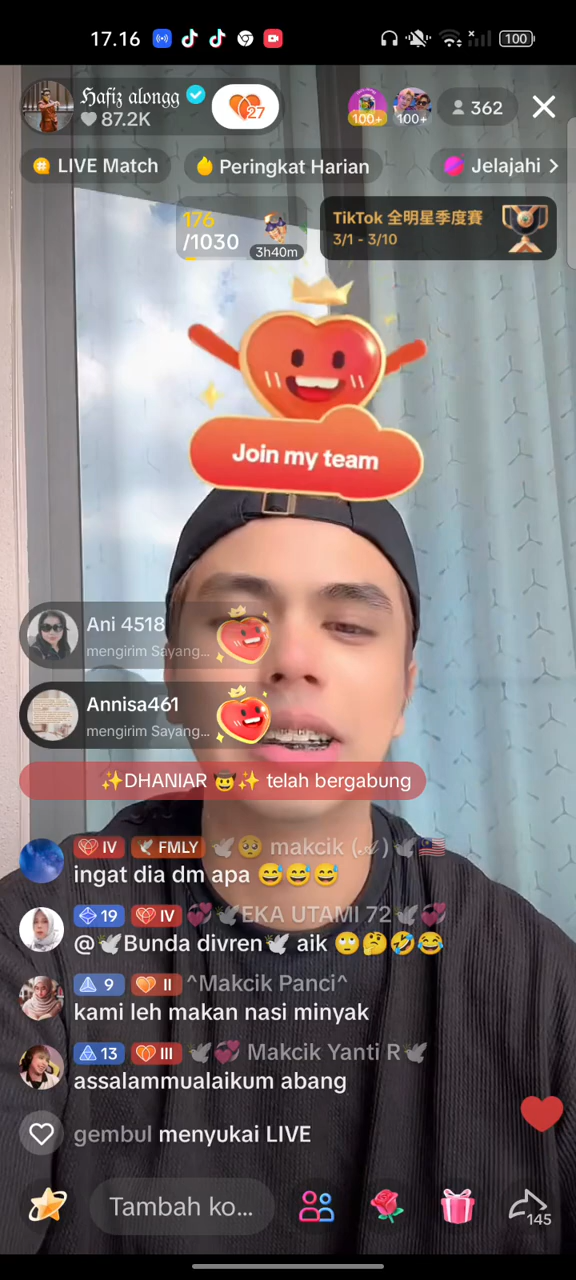 17.16
100
ℌafiz alongg
87.2K
27
100+
100+
362
LIVE Match
Peringkat Harian
Jelajahi
176
/1030
3h40m
TikTok 全明星季度賽
3/1 - 3/10
Join my team
Ani 4518
mengirim Sayang...
Annisa461
mengirim Sayang...
✨DHANIAR 🤠✨ telah bergabung
IV FMLY 🕊️🥺 makcik (𝒜)🕊️🇲🇾
ingat dia dm apa 😅😅😅
19 IV 💞🕊️EKA UTAMI 72🕊️💞
@🕊️Bunda divren🕊️ aik 🙄🤔🤣😂
9 II ^Makcik Panci^
kami leh makan nasi minyak
13 III 🕊️💞 Makcik Yanti R🕊️
assalammualaikum abang
gembul menyukai LIVE
Tambah ko...
145